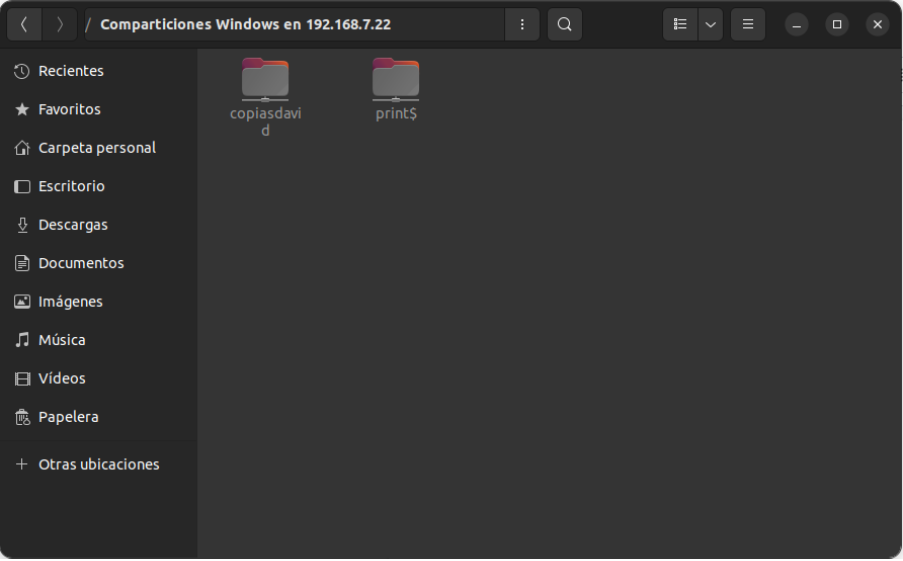 / Comparticiones Windows en 192.168.7.22
Recientes
Favoritos
Carpeta personal
Escritorio
Descargas
Documentos
Imágenes
Música
Vídeos
Papelera
+ Otras ubicaciones
copiasdavi
d
print$